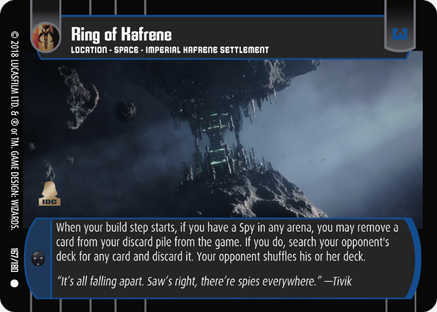 Ring of Kafrene
LOCATION - SPACE - IMPERIAL KAFRENE SETTLEMENT
IDC
When your build step starts, if you have a Spy in any arena, you may remove a
card from your discard pile from the game. If you do, search your opponent's
deck for any card and discard it. Your opponent shuffles his or her deck.
"It's all falling apart. Saw's right, there're spies everywhere." —Tivik
© 2018 LUCASFILM LTD. & ® or TM. GAME DESIGN: WIZARDS.